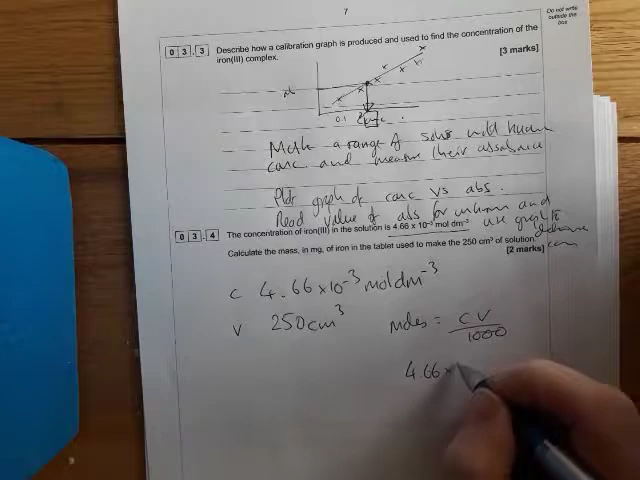 7
Do not write
outside the
box
0 3 . 3 Describe how a calibration graph is produced and used to find the concentration of the
iron(III) complex.
[3 marks]
0.1
Make a range of solns with known
conc and measure their absorbance
Plot graph of conc vs abs.
Read value of abs for unknown and
use graph to
determine
conc
0 3 . 4 The concentration of iron(III) in the solution is 4.66 × 10⁻³ mol dm⁻³
Calculate the mass, in mg, of iron in the tablet used to make the 250 cm³ of solution.
[2 marks]
c 4.66 × 10⁻³ mol dm⁻³
v 250 cm³
moles = CV
1000
4.66 ×